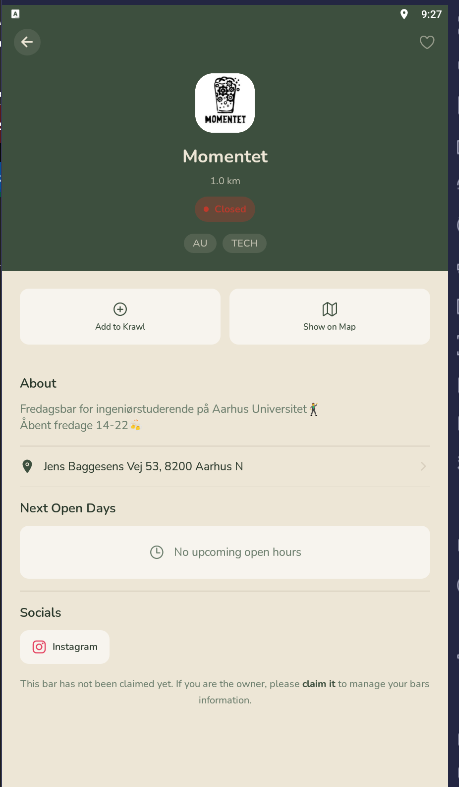 9:27
MOMENTET
Momentet
1.0 km
Closed
AU TECH
Add to Krawl Show on Map
About
Fredagsbar for ingeniørstuderende på Aarhus Universitet
Åbent fredage 14-22
Jens Baggesens Vej 53, 8200 Aarhus N
Next Open Days
No upcoming open hours
Socials
Instagram
This bar has not been claimed yet. If you are the owner, please claim it to manage your bars
information.